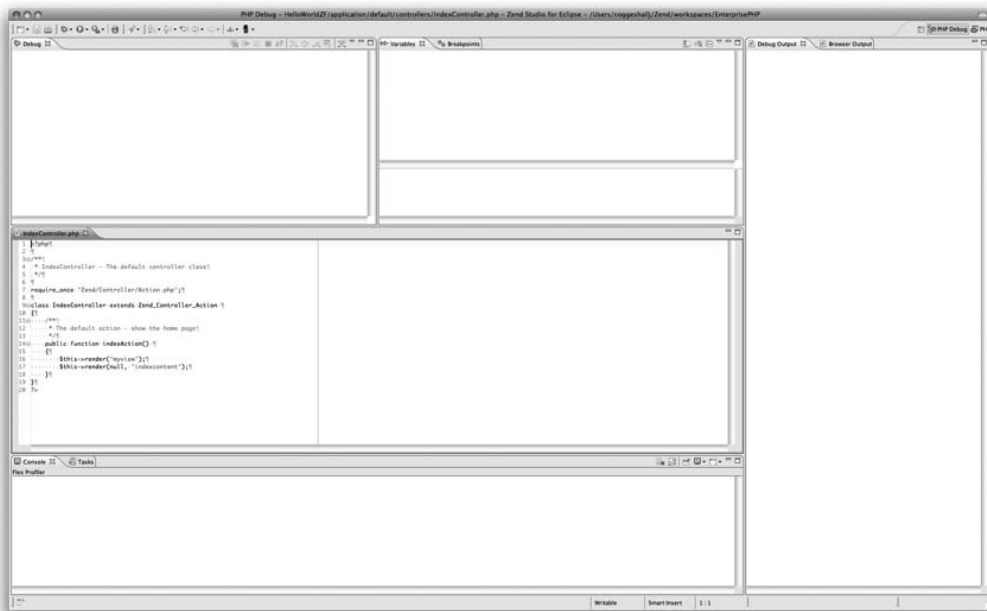 PHP Debug - HelloWorldZF/application/default/controllers/IndexController.php - Zend Studio for Eclipse - /Users/coggeshallj/Zend/workspaces/EnterprisePHP
PHP Debug PH
Debug
Variables Breakpoints
Debug Output Browser Output
IndexController.php
1 <?php¶
2 ¶
3 /**¶
4 * IndexController - The default controller class¶
5 */¶
6 ¶
7 require_once 'Zend/Controller/Action.php';¶
8 ¶
9 class IndexController extends Zend_Controller_Action ¶
10 {¶
11 /**¶
12 * The default action - show the home page¶
13 */¶
14 public function indexAction() ¶
15 {¶
16 $this->render('myview');¶
17 $this->render(null, 'indexcontent');¶
18 }¶
19 }¶
20 ?>
Console Tasks
Flex Profiler
Writable Smart Insert 1 : 1